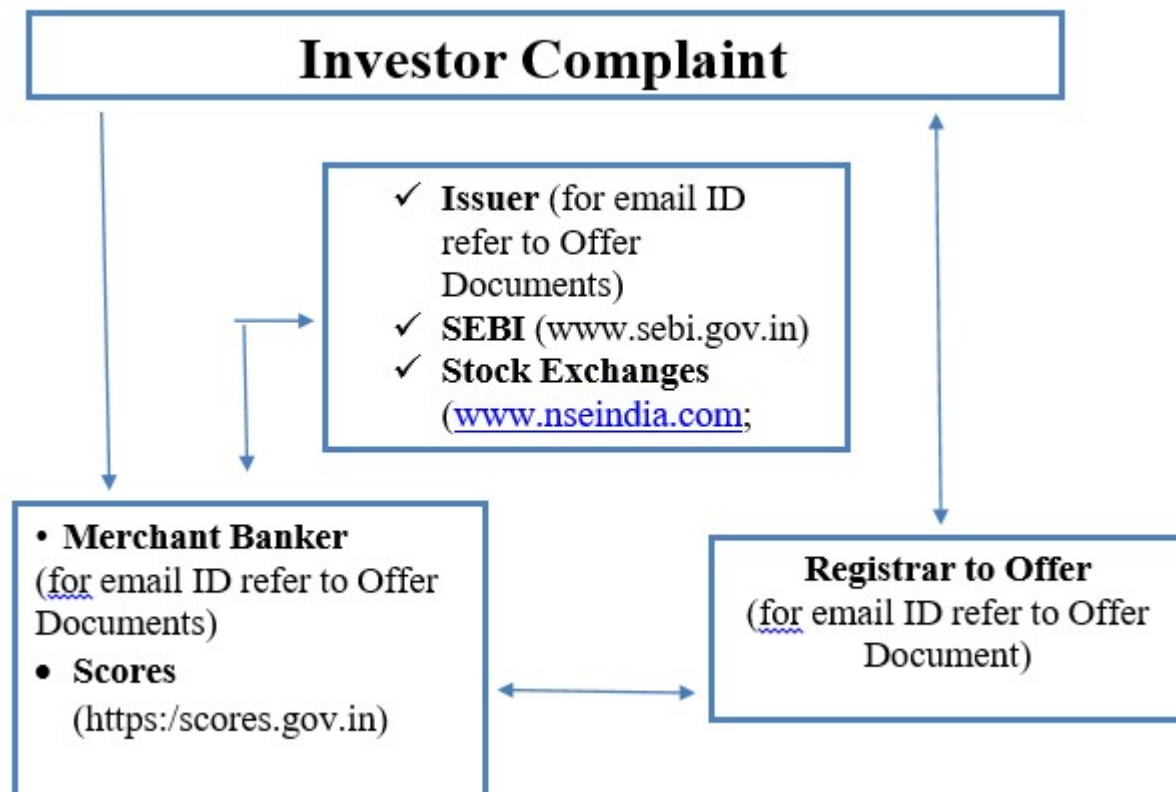 Investor Complaint
✓ Issuer (for email ID
refer to Offer
Documents)
✓ SEBI (www.sebi.gov.in)
✓ Stock Exchanges
(www.nseindia.com;
• Merchant Banker
(for email ID refer to Offer
Documents)
• Scores
(https:/scores.gov.in)
Registrar to Offer
(for email ID refer to Offer
Document)